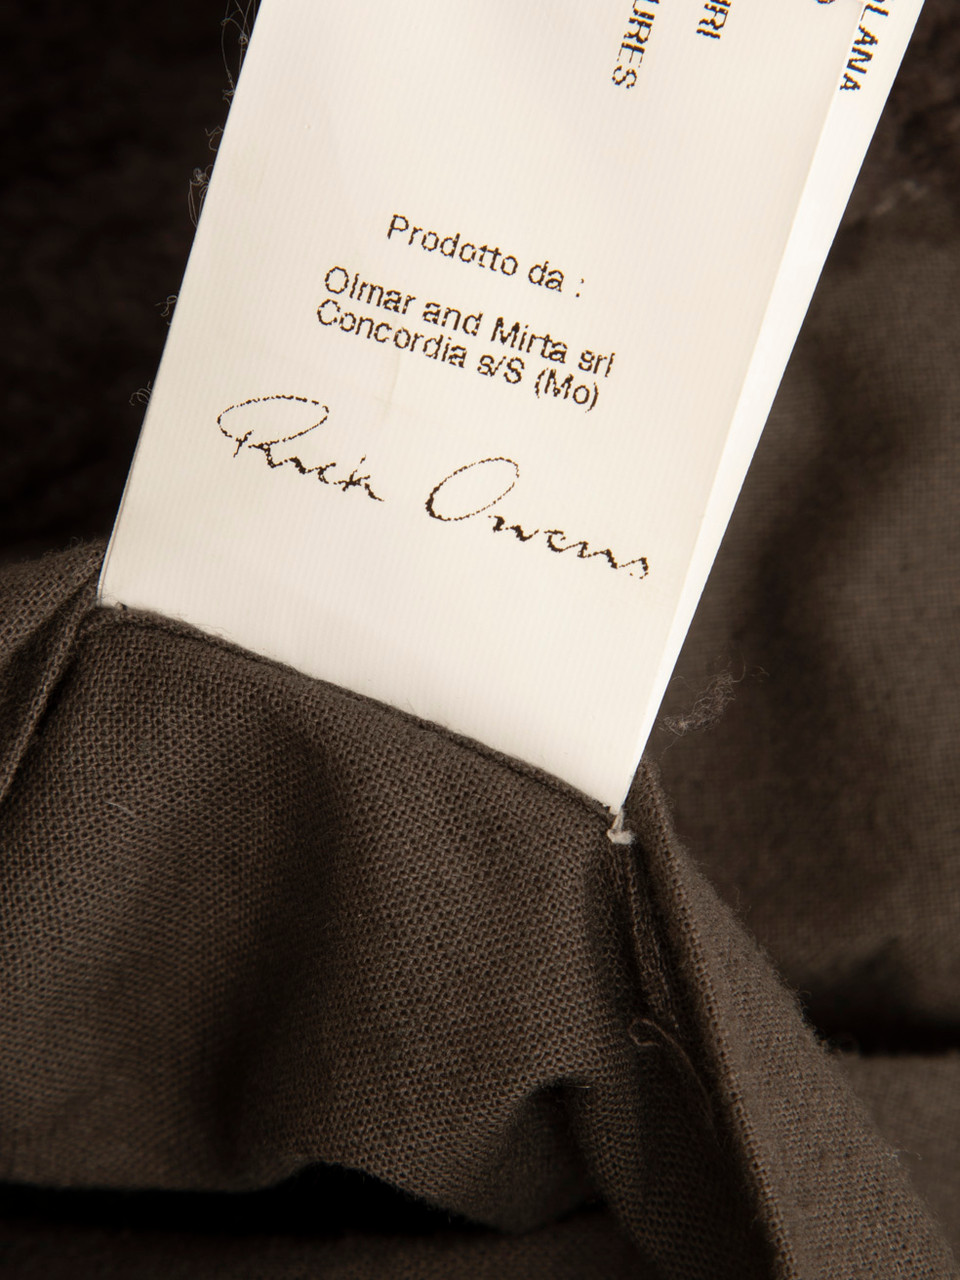 Prodotto da :
Olmar and Mirta srl
Concordia s/S (Mo)
Rick Owens